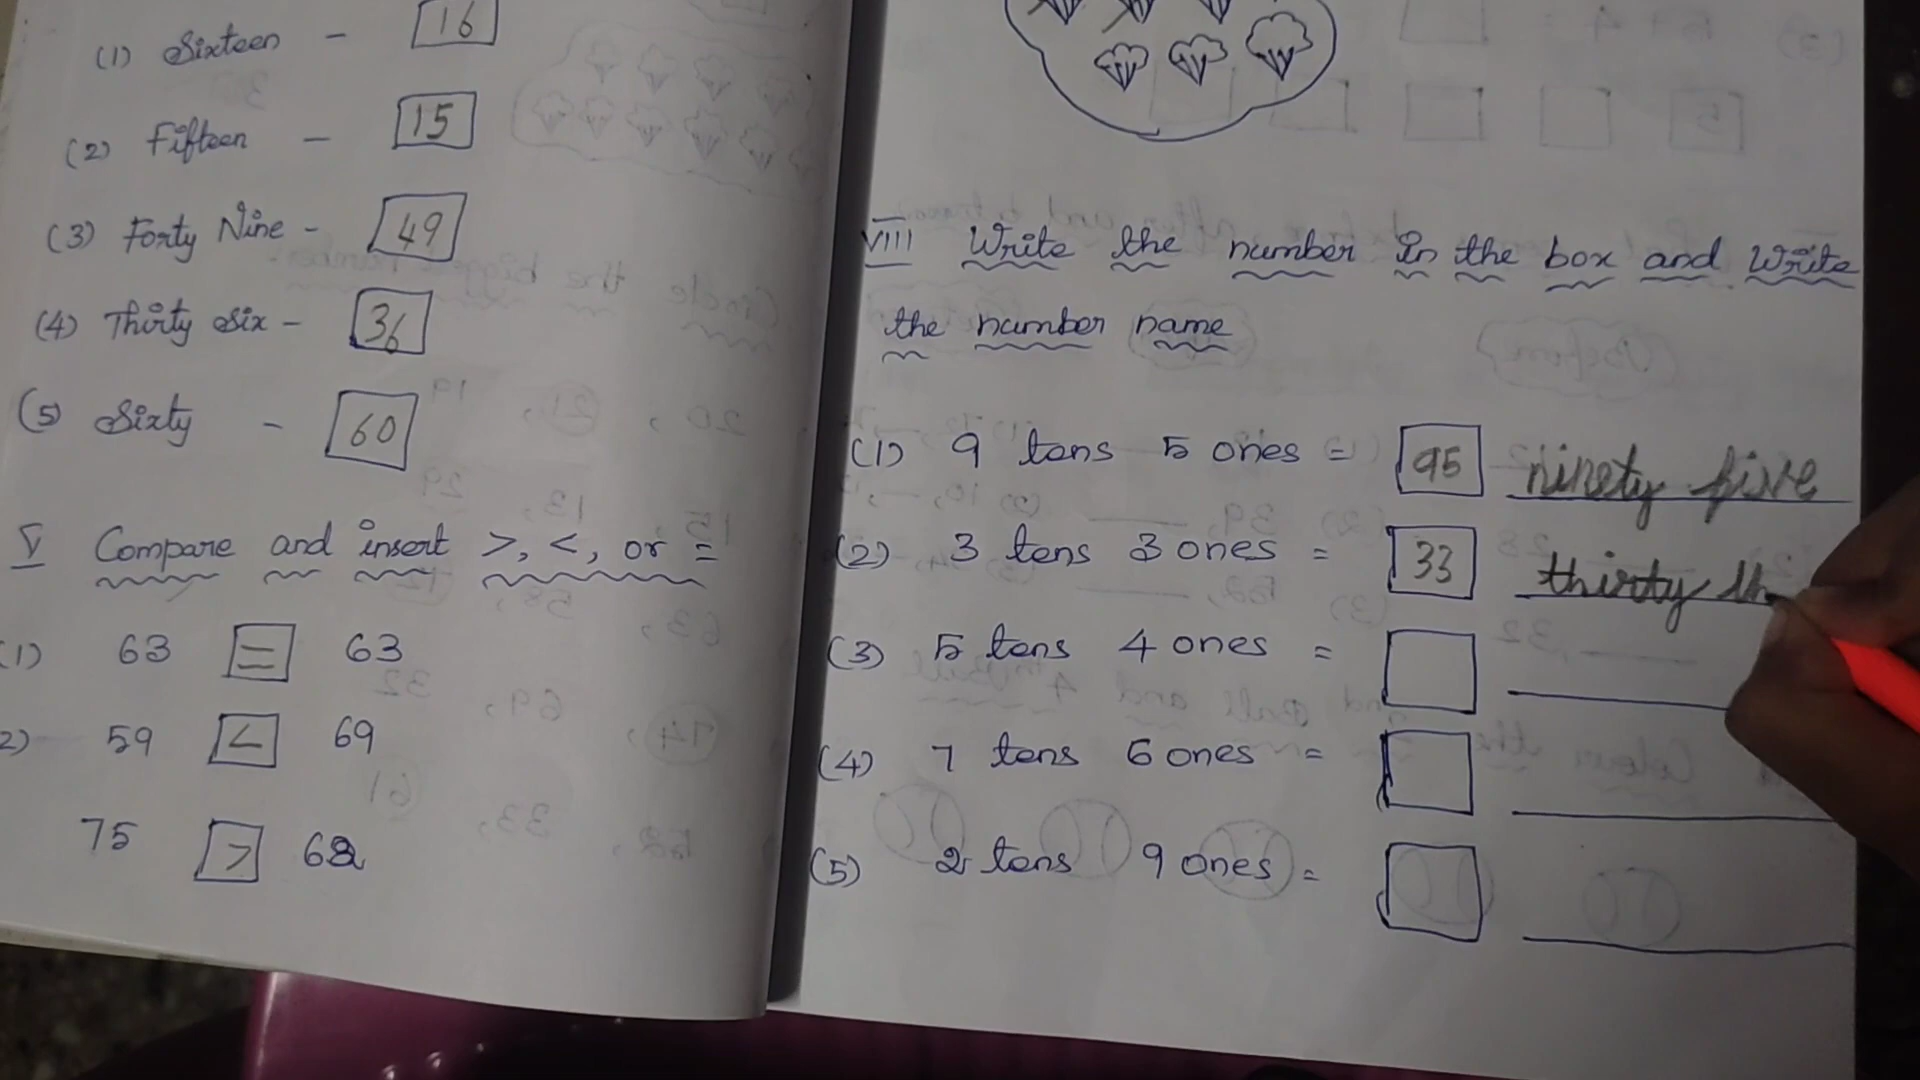 (1) Sixteen - 16
(2) Fifteen - 15
(3) Forty Nine - 49
(4) Thirty Six - 36
(5) Sixty - 60
V Compare and insert >, <, or =
(1) 63 = 63
2) 59 < 69
75 > 62
VIII Write the number in the box and write
the number name
(1) 9 tens 5 ones = 95 ninety five
(2) 3 tens 3 ones = 33 thirty th
(3) 5 tens 4 ones =
(4) 7 tens 6 ones =
(5) 2 tens 9 ones =